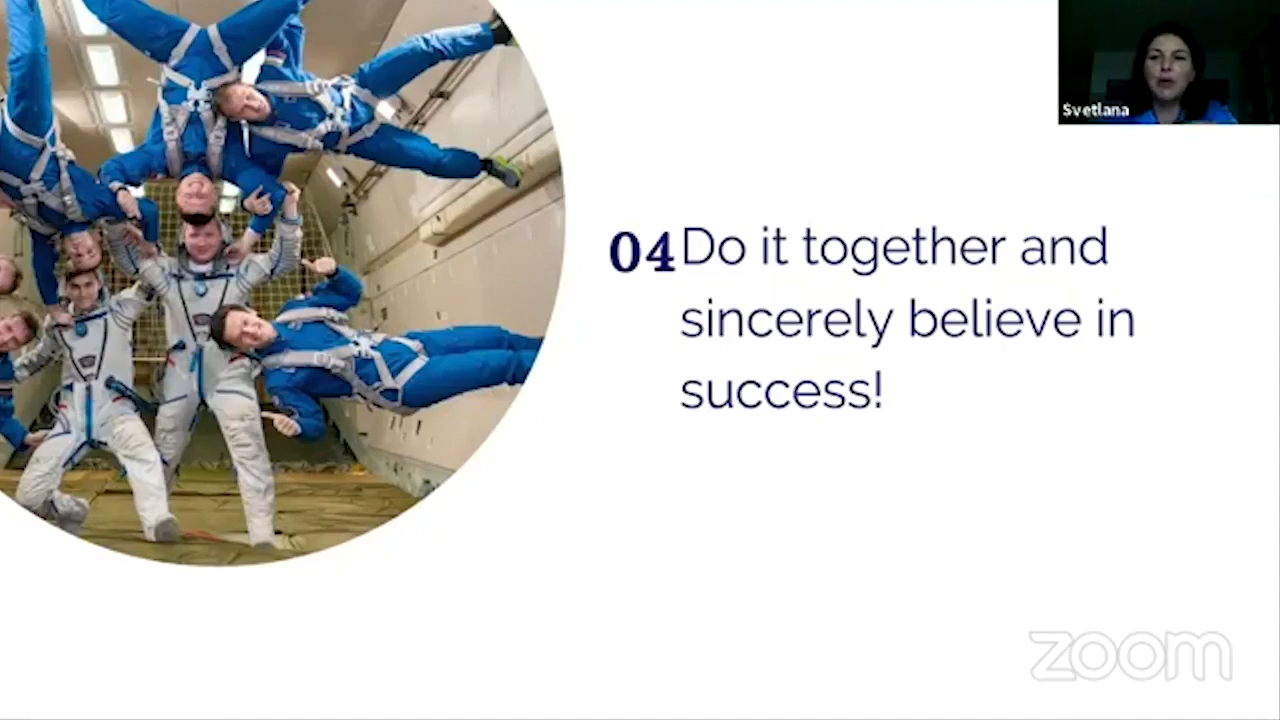 Svetlana
04 Do it together and
sincerely believe in
success!
zoom